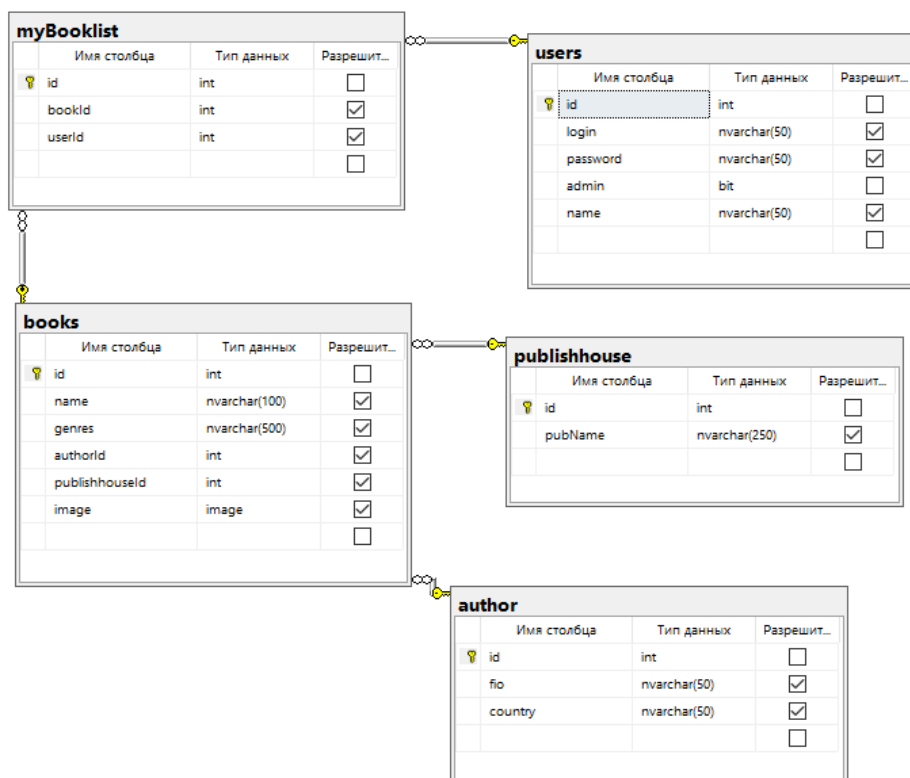 myBooklist
Имя столбца Тип данных Разрешит...
id int
bookId int
userId int
users
Имя столбца Тип данных Разрешит...
id int
login nvarchar(50)
password nvarchar(50)
admin bit
name nvarchar(50)
books
Имя столбца Тип данных Разрешит...
id int
name nvarchar(100)
genres nvarchar(500)
authorId int
publishhouseId int
image image
publishhouse
Имя столбца Тип данных Разрешит...
id int
pubName nvarchar(250)
author
Имя столбца Тип данных Разрешит...
id int
fio nvarchar(50)
country nvarchar(50)